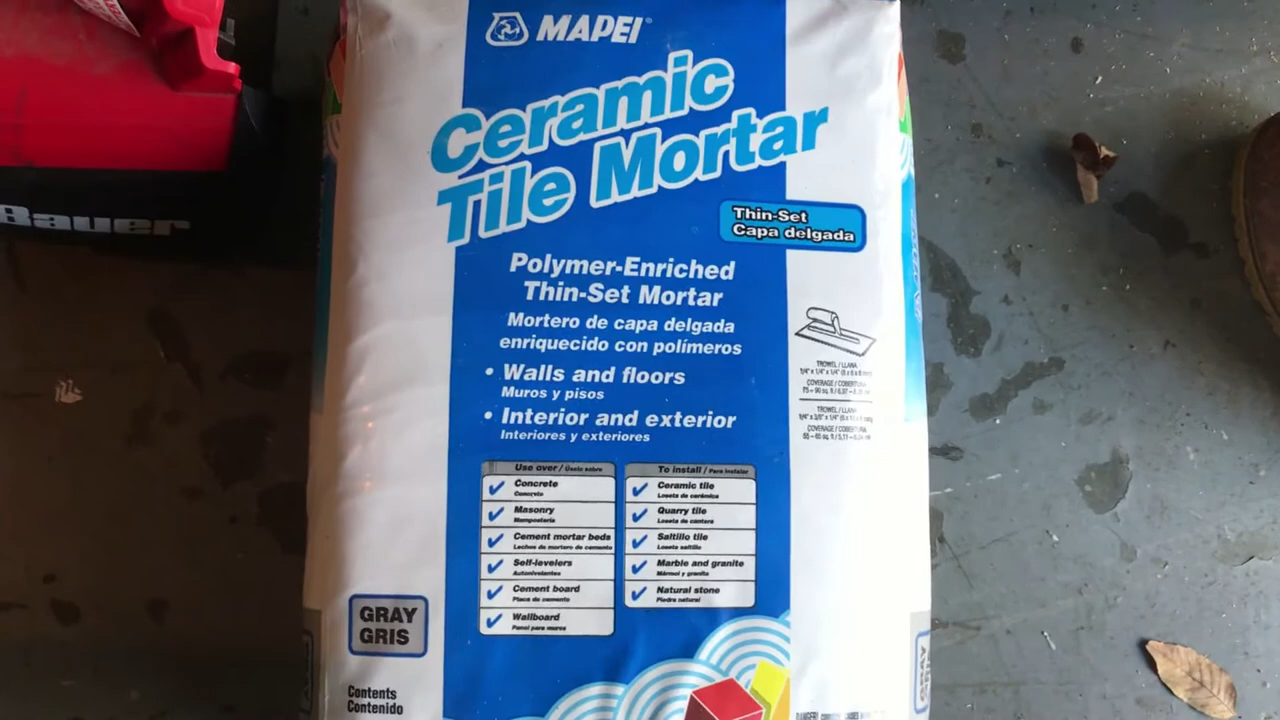 MAPEI®
Ceramic
Tile Mortar
Thin-Set
Capa delgada
Polymer-Enriched
Thin-Set Mortar
Mortero de capa delgada
enriquecido con polímeros
• Walls and floors
Muros y pisos
• Interior and exterior
Interiores y exteriores
TROWEL / LLANA
COVERAGE / COBERTURA
TROWEL / LLANA
COVERAGE / COBERTURA
Use over / Úselo sobre
Concrete
Concreto
Masonry
Mampostería
Cement mortar beds
Lechos de mortero de cemento
Self-levelers
Autonivelantes
Cement board
Placa de cemento
Wallboard
Panel para muros
To install / Para instalar
Ceramic tile
Loseta de cerámica
Quarry tile
Loseta de cantera
Saltillo tile
Loseta saltillo
Marble and granite
Mármol y granito
Natural stone
Piedra natural
GRAY
GRIS
Contents
Contenido
Bauer
GRAY